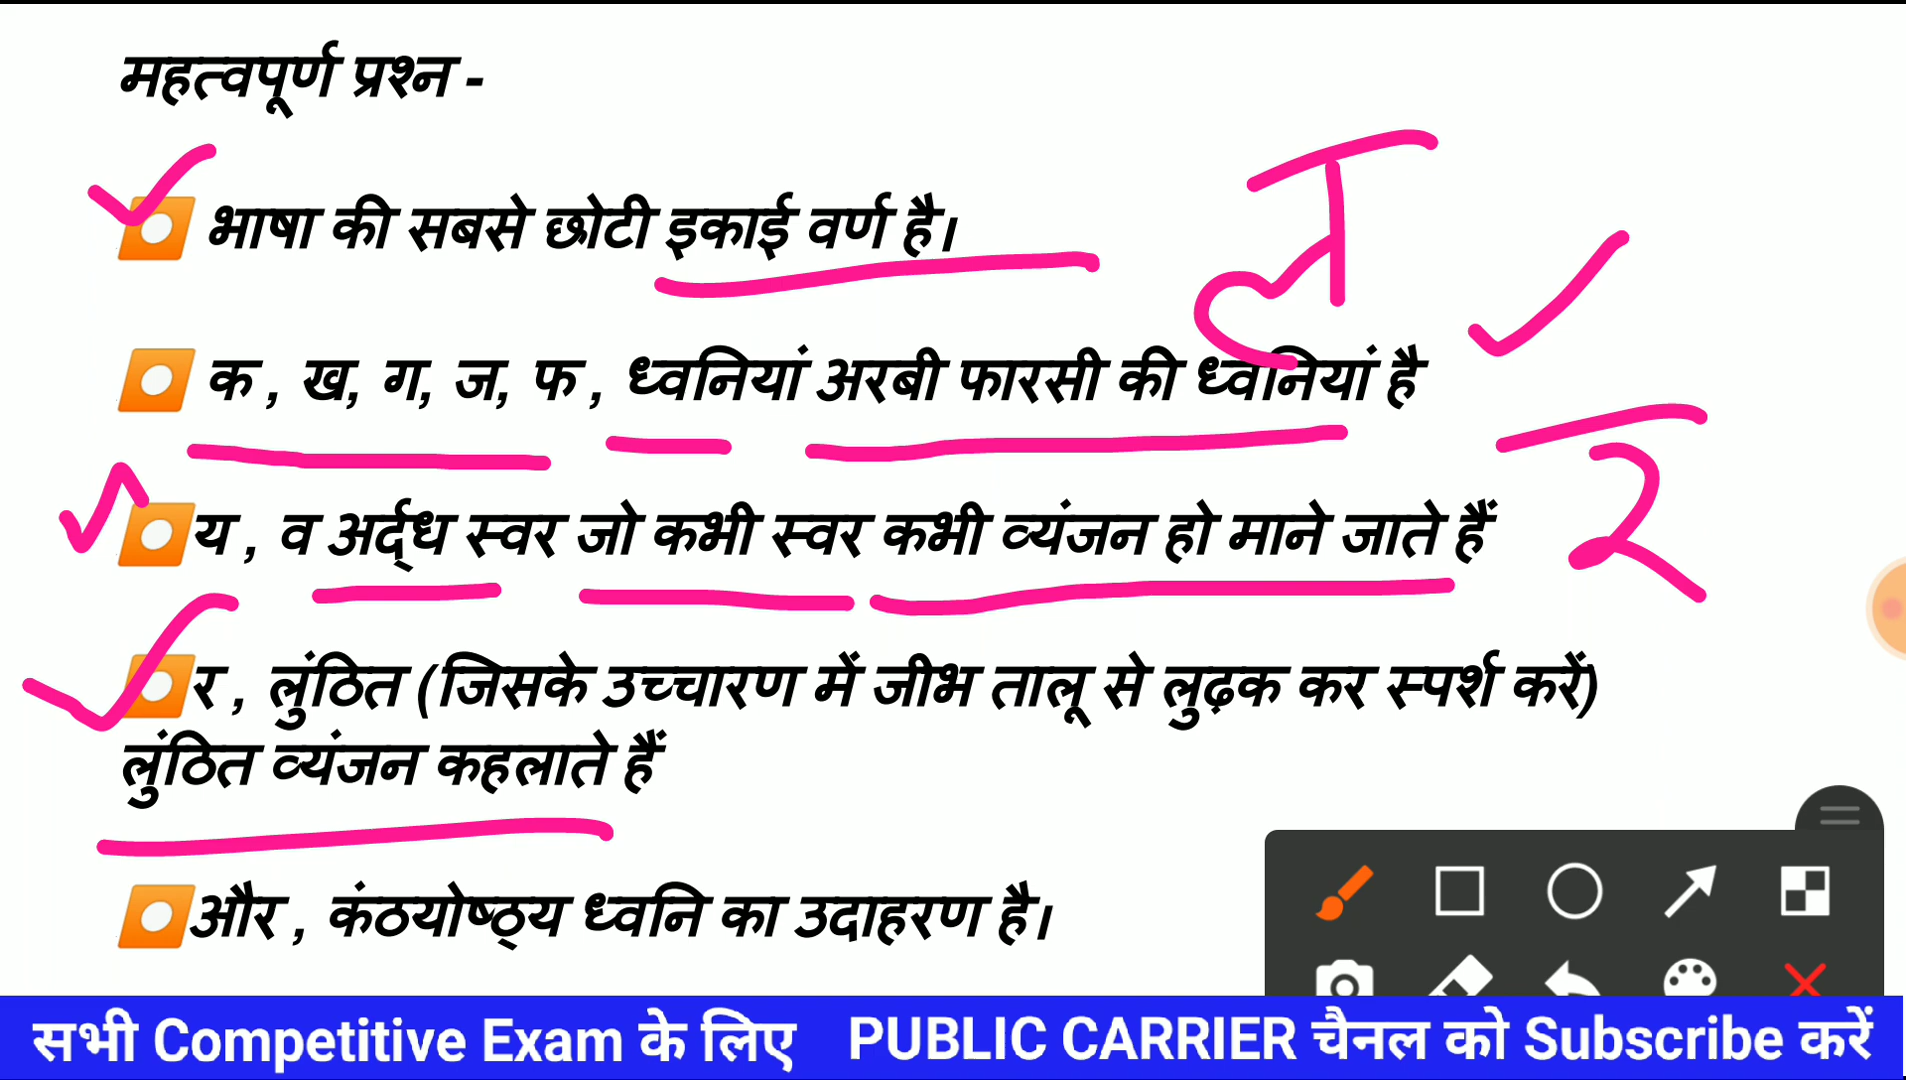 महत्वपूर्ण प्रश्न -
भाषा की सबसे छोटी इकाई वर्ण है।
क , ख, ग, ज, फ , ध्वनियां अरबी फारसी की ध्वनियां है
य , व अर्द्ध स्वर जो कभी स्वर कभी व्यंजन हो माने जाते हैं
र , लुंठित (जिसके उच्चारण में जीभ तालू से लुढ़क कर स्पर्श करें)
लुंठित व्यंजन कहलाते हैं
और , कंठयोष्ठ्य ध्वनि का उदाहरण है।
सभी Competitive Exam के लिए PUBLIC CARRIER चैनल को Subscribe करें